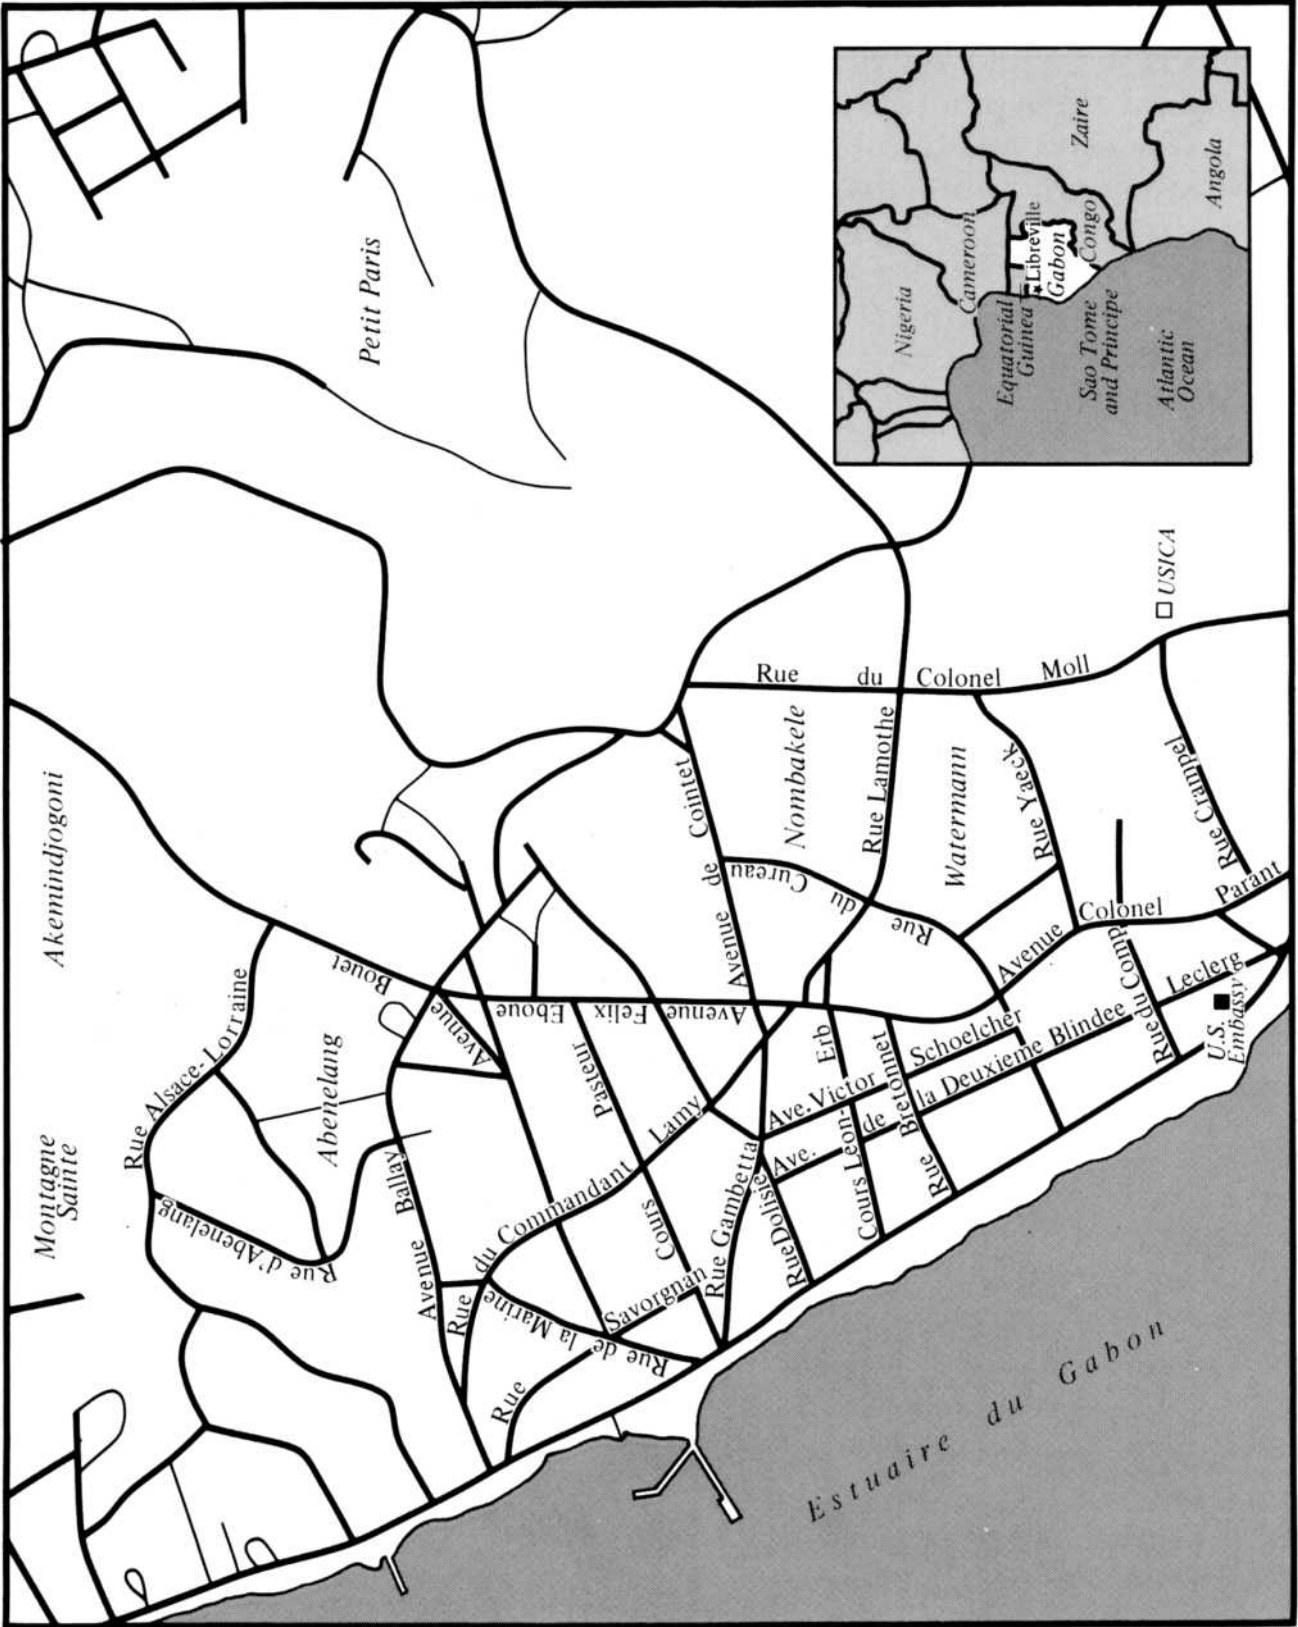 Montagne
Sainte
Akemindjogoni
Petit Paris
Rue Alsace-Lorraine
Rue d'Abenelang
Abenelang
Avenue Bouet
Avenue Ballay
Rue du Commandant Lamy
Rue de la Marine
Rue Savorgnan
Cours Pasteur
Avenue Felix Eboue
Rue Gambetta
Rue Dolisie
Avenue de Cointet
Nombakele
Rue du Colonel Moll
Rue du Cureau
Rue Lamothe
Watermann
Rue Yaeck
Ave. Victor Schoelcher
Ave. de la Deuxieme Blindee Leclerg
Cours Leon-Erb
Rue Bretonnet
Avenue Colonel Parant
Rue du Comp
Rue Crampel
USICA
U.S.
Embassy
Estuaire du Gabon
Nigeria
Cameroon
Equatorial
Guinea
Libreville
Gabon
Congo
Zaire
Sao Tome
and Principe
Atlantic
Ocean
Angola